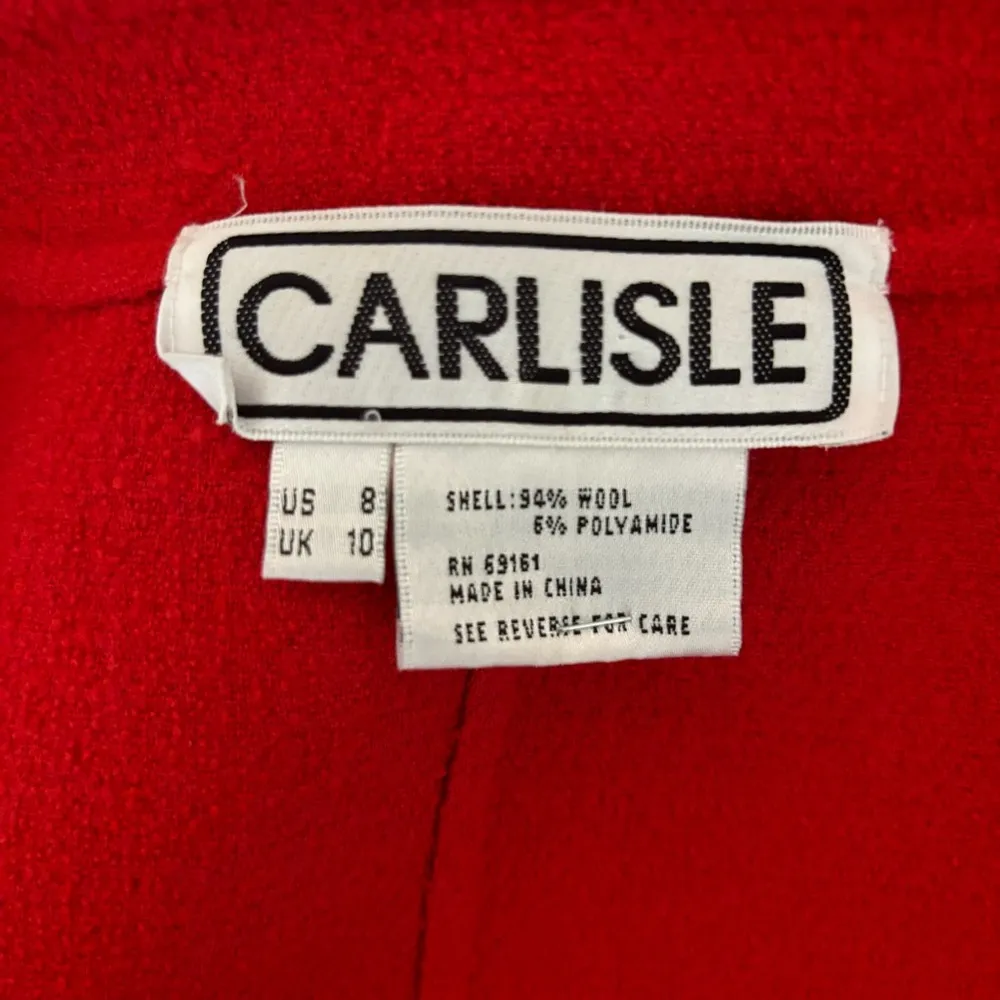 CARLISLE
US 8
UK 10
SHELL: 94% WOOL
6% POLYAMIDE
RN 69161
MADE IN CHINA
SEE REVERSE FOR CARE